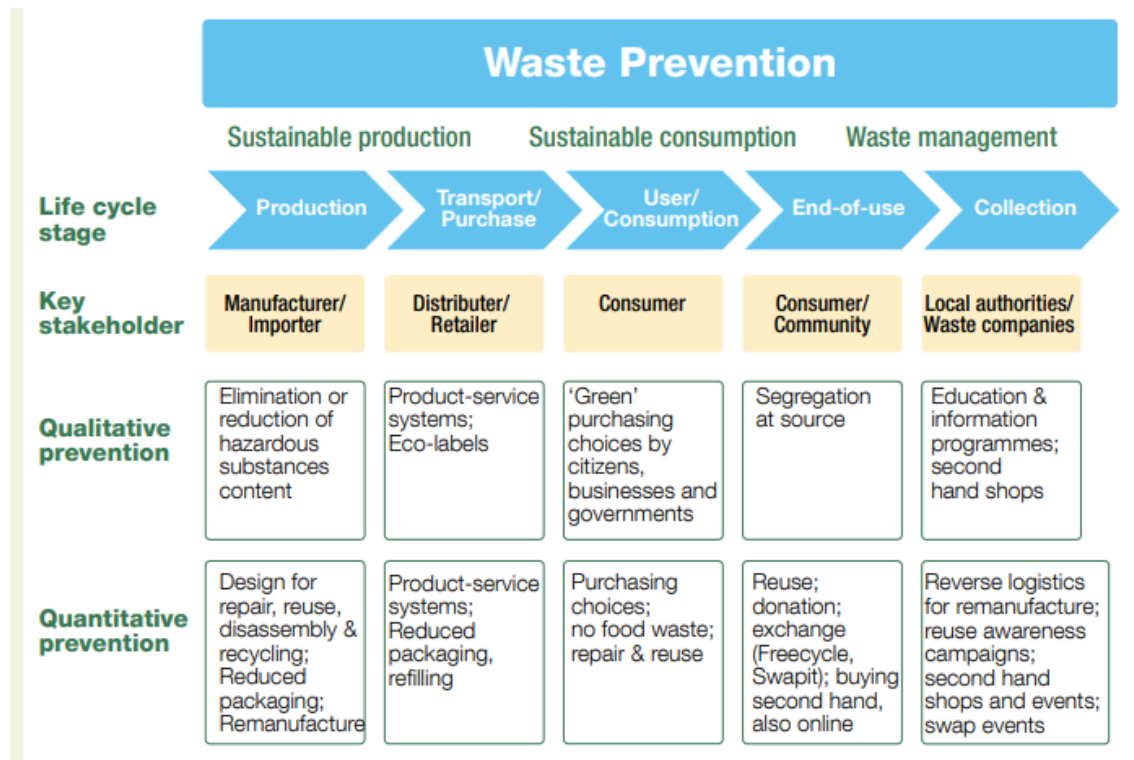 Waste Prevention
Sustainable production
Sustainable consumption
Waste management
Life cycle
stage
Production
Transport/
Purchase
User/
Consumption
End-of-use
Collection
Key
stakeholder
Manufacturer/
Importer
Distributer/
Retailer
Consumer
Consumer/
Community
Local authorities/
Waste companies
Qualitative
prevention
Elimination or
reduction of
hazardous
substances
content
Product-service
systems;
Eco-labels
‘Green’
purchasing
choices by
citizens,
businesses and
governments
Segregation
at source
Education &
information
programmes;
second
hand shops
Quantitative
prevention
Design for
repair, reuse,
disassembly &
recycling;
Reduced
packaging;
Remanufacture
Product-service
systems;
Reduced
packaging,
refilling
Purchasing
choices;
no food waste;
repair & reuse
Reuse;
donation;
exchange
(Freecycle,
Swapit); buying
second hand,
also online
Reverse logistics
for remanufacture;
reuse awareness
campaigns;
second hand
shops and events;
swap events